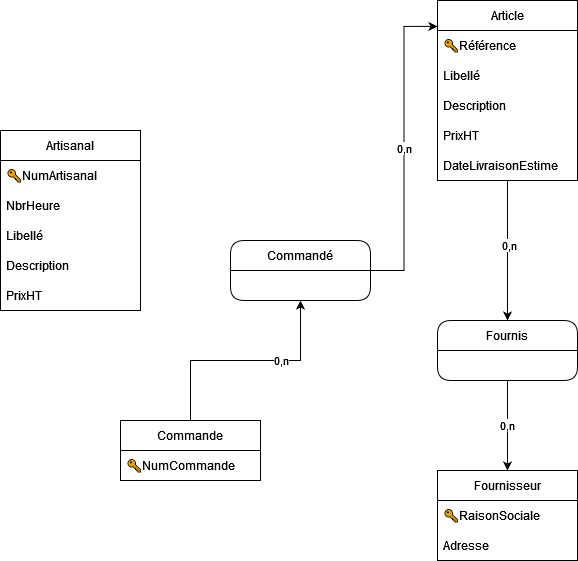 Article
Référence
Libellé
Description
PrixHT
DateLivraisonEstime
0,n
Artisanal
NumArtisanal
NbrHeure
Libellé
Description
PrixHT
Commandé
0,n
0,n
Fournis
0,n
Commande
NumCommande
Fournisseur
RaisonSociale
Adresse